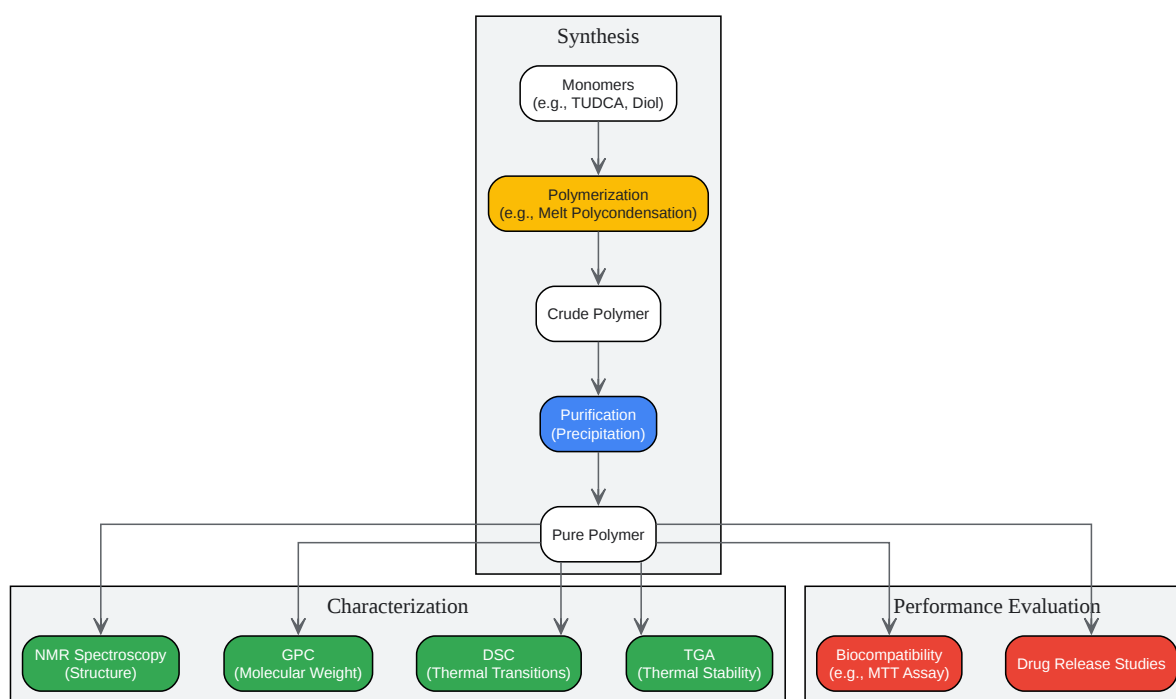 Synthesis
Monomers
(e.g., TUDCA, Diol)
Polymerization
(e.g., Melt Polycondensation)
Crude Polymer
Purification
(Precipitation)
Pure Polymer
Characterization
NMR Spectroscopy
(Structure)
GPC
(Molecular Weight)
DSC
(Thermal Transitions)
TGA
(Thermal Stability)
Performance Evaluation
Biocompatibility
(e.g., MTT Assay)
Drug Release Studies